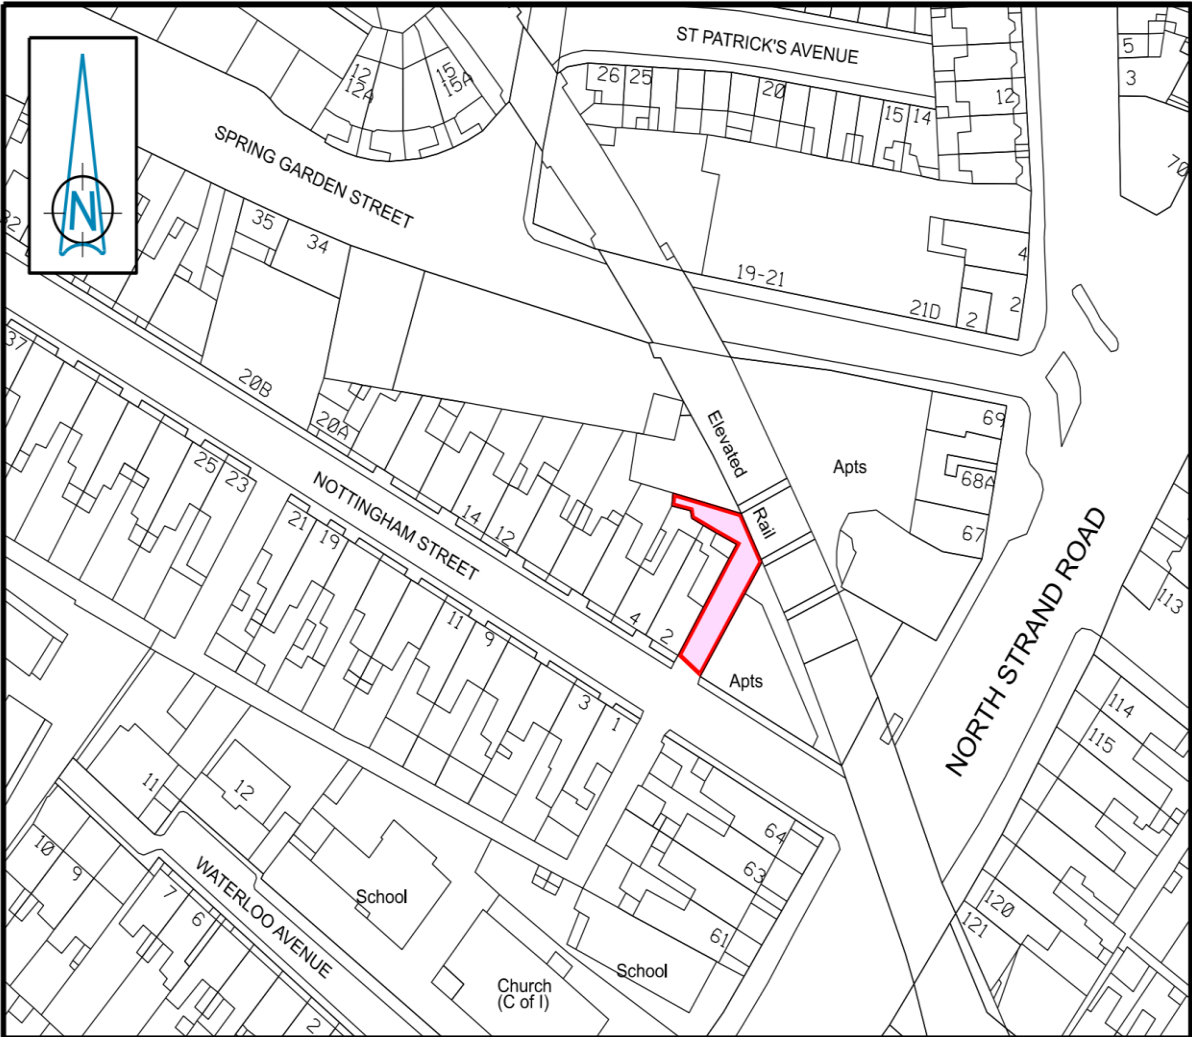 ST PATRICK'S AVENUE
5
3
26 25
20
15 14
12
12
12A
15
15A
70
N
SPRING GARDEN STREET
35
34
4
19-21
21D
2
2
37
20B
20A
Elevated
Rail
Apts
69
68A
67
25 23
NOTTINGHAM STREET
21 19
14 12
11 9
4 2
3 1
Apts
NORTH STRAND ROAD
113
114
115
11
12
64
63
61
10 9
7 6
WATERLOO AVENUE
School
School
Church
(C of I)
120
121
2